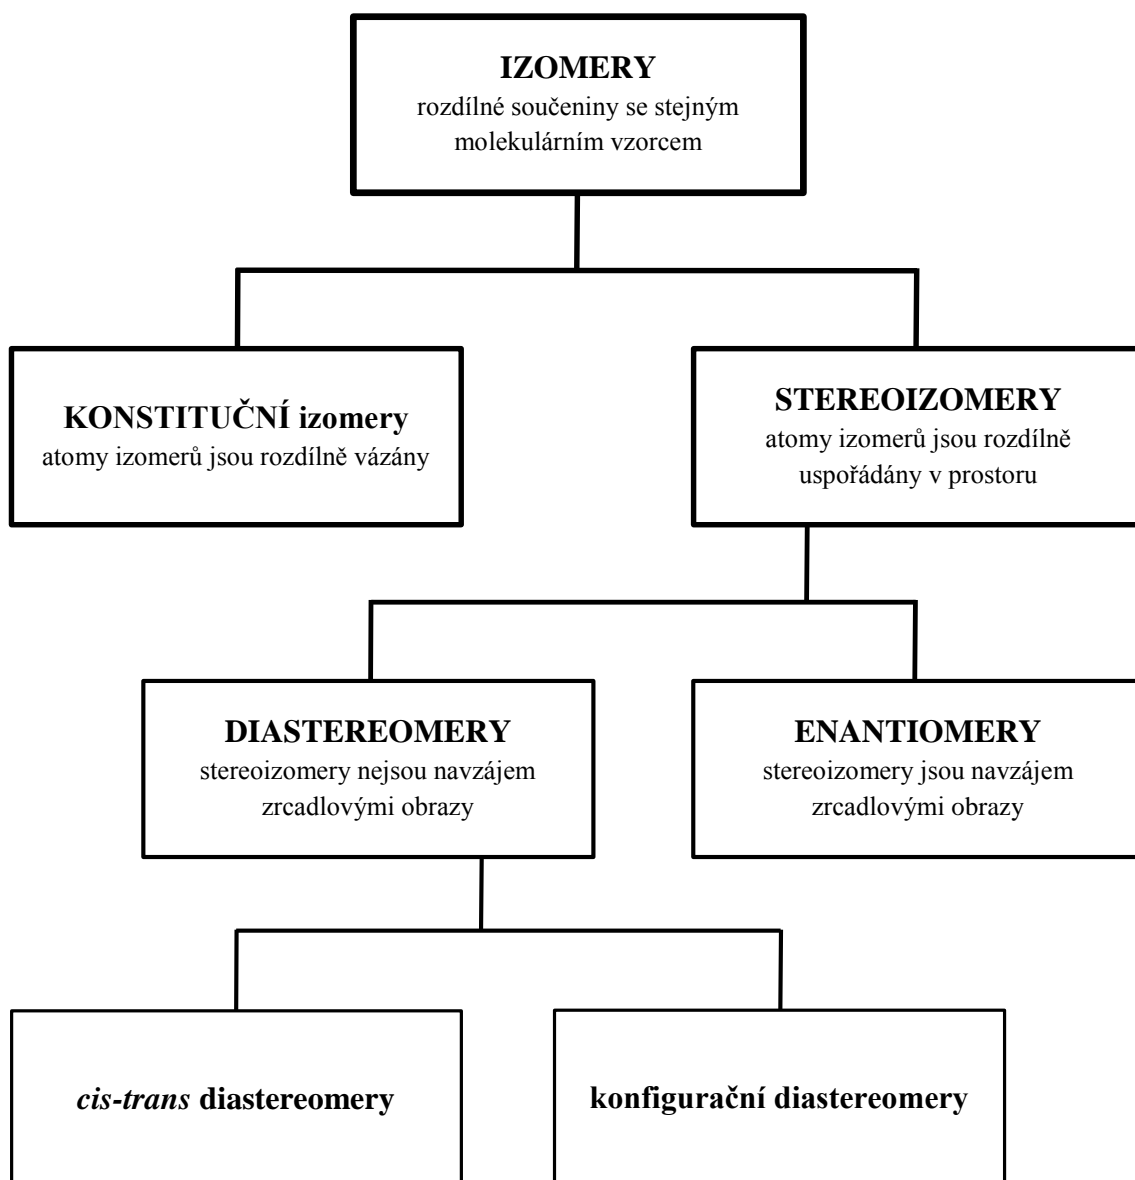 IZOMERY
rozdílné součeniny se stejným
molekulárním vzorcem
KONSTITUČNÍ izomery
atomy izomerů jsou rozdílně vázány
STEREOIZOMERY
atomy izomerů jsou rozdílně
uspořádány v prostoru
DIASTEREOMERY
stereoizomery nejsou navzájem
zrcadlovými obrazy
ENANTIOMERY
stereoizomery jsou navzájem
zrcadlovými obrazy
cis-trans diastereomery
konfigurační diastereomery